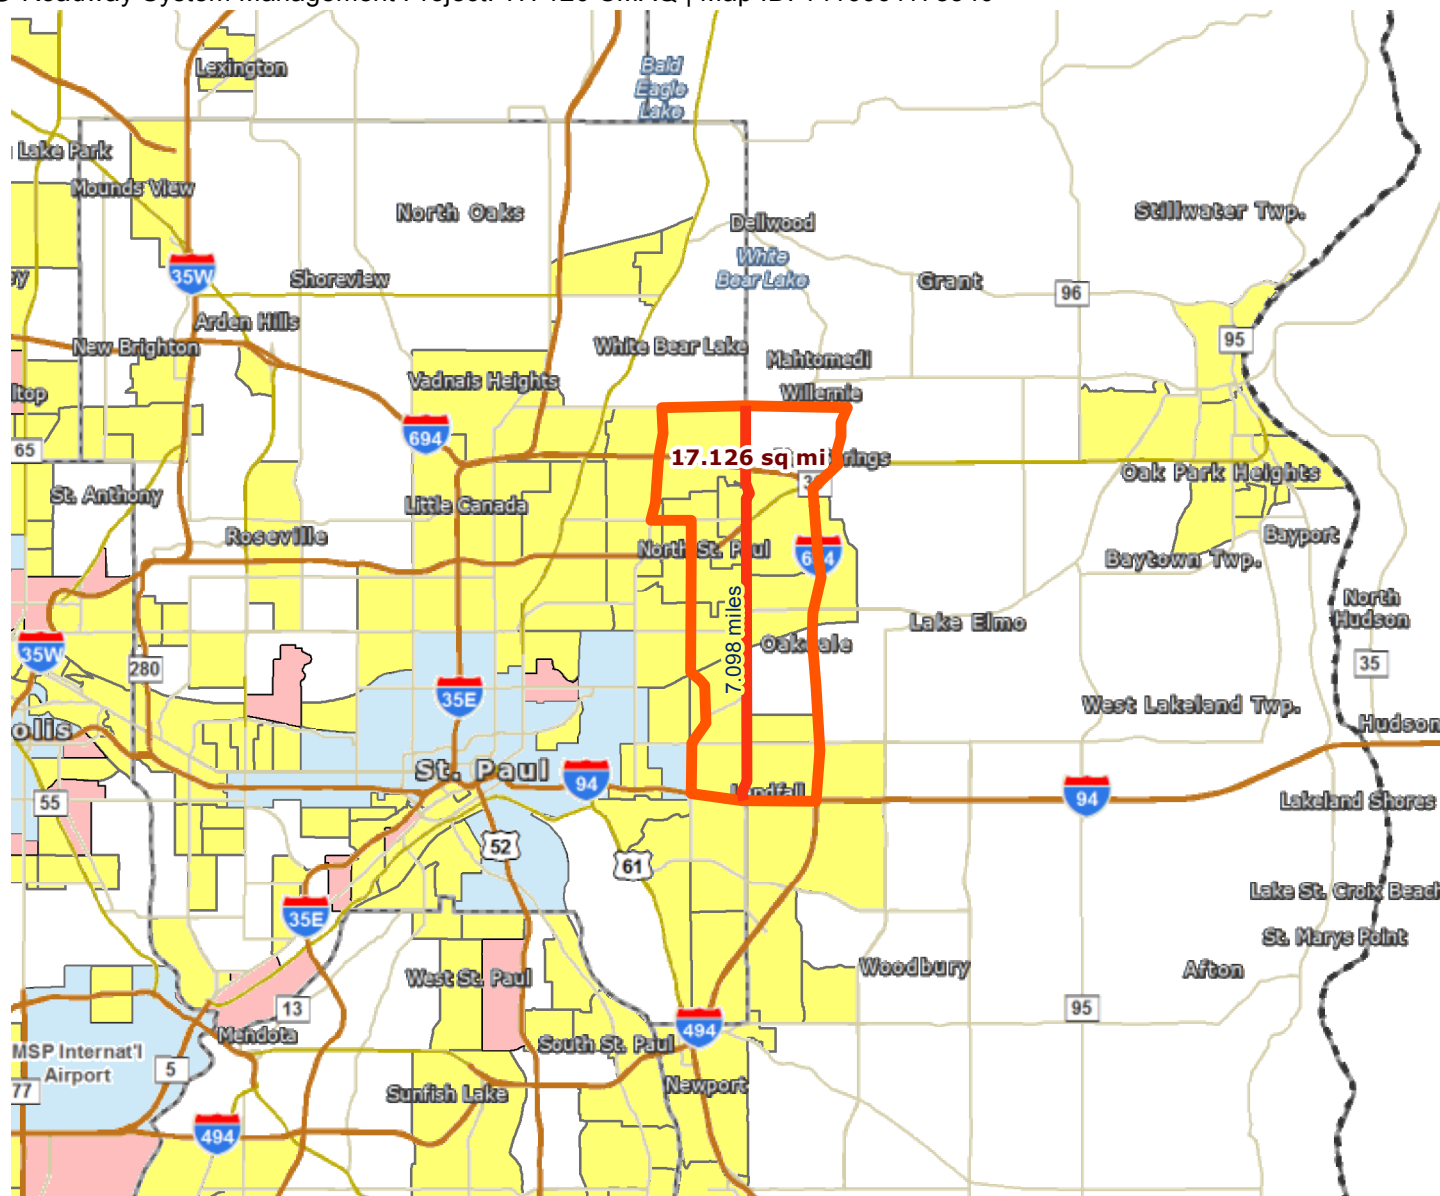 Lexington
Bald
Eagle
Lake
Lake Park
Mounds View
North Oaks
Dellwood
Stillwater Twp.
35W
White
Bear Lake
Shoreview
Grant
96
Arden Hills
New Brighton
White Bear Lake
95
Mahtomedi
Vadnais Heights
Willernie
ltop
694
65
17.126 sq mi
rings
Oak Park Heights
St. Anthony
Little Canada
Roseville
North St. Paul
Bayport
Baytown Twp.
7.098 miles
North
Hudson
Lake Elmo
Oakdale
35W
280
35
35E
West Lakeland Twp.
Hudson
olis
St. Paul
94
Landfall
94
55
Lakeland Shores
52
61
Lake St. Croix Beach
35E
St. Marys Point
West St. Paul
Woodbury
Afton
13
95
Mendota
494
South St. Paul
MSP Internat'l
Airport
5
77
Newport
Sunfish Lake
494